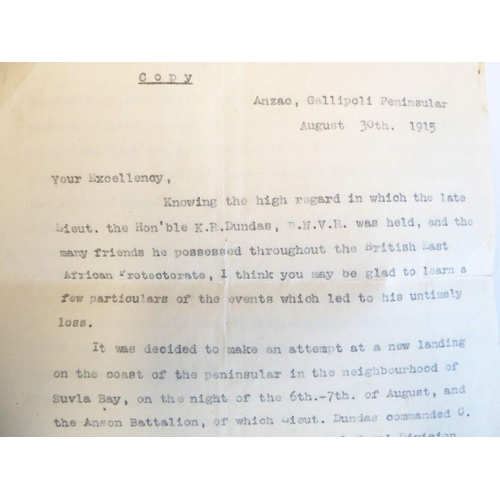 Copy
Anzac, Gallipoli Peninsular
August 30th. 1915
Your Excellency,
Knowing the high regard in which the late
Lieut. the Hon'ble K.R.Dundas, R.N.V.R. was held, and the
many friends he possessed throughout the British East
African Protectorate, I think you may be glad to learn a
few particulars of the events which led to his untimely
loss.
It was decided to make an attempt at a new landing
on the coast of the peninsular in the neighbourhood of
Suvla Bay, on the night of the 6th.-7th. of August, and
the Anson Battalion, of which Lieut. Dundas commanded C.
Naval Division